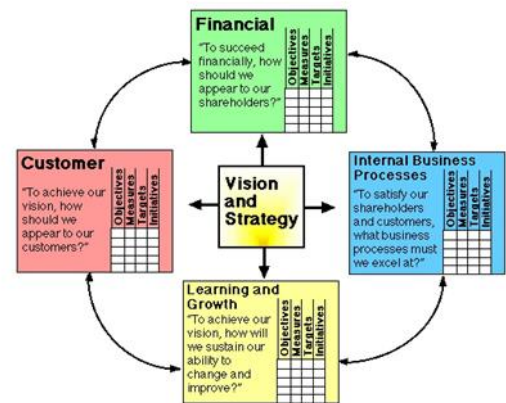 Financial
“To succeed
financially, how
should we
appear to our
shareholders?”
Objectives
Measures
Targets
Initiatives
Customer
“To achieve our
vision, how
should we
appear to our
customers?”
Objectives
Measures
Targets
Initiatives
Vision
and
Strategy
Internal Business
Processes
“To satisfy our
shareholders
and customers,
what business
processes must
we excel at?”
Objectives
Measures
Targets
Initiatives
Learning and
Growth
“To achieve our
vision, how will
we sustain our
ability to
change and
improve?”
Objectives
Measures
Targets
Initiatives